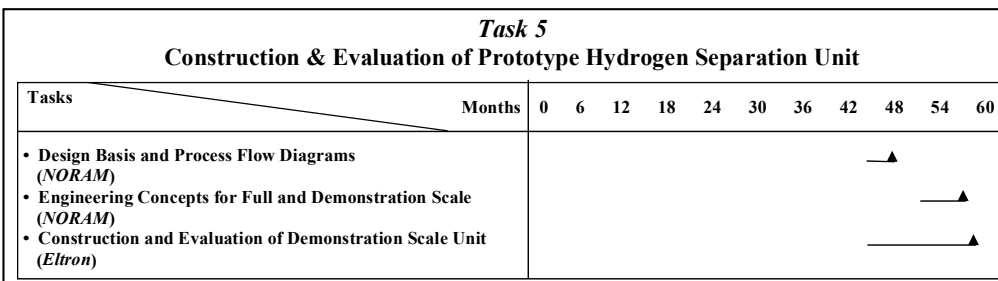 Task 5
Construction & Evaluation of Prototype Hydrogen Separation Unit
Tasks
Months 0 6 12 18 24 30 36 42 48 54 60
• Design Basis and Process Flow Diagrams
(NORAM)
• Engineering Concepts for Full and Demonstration Scale
(NORAM)
• Construction and Evaluation of Demonstration Scale Unit
(Eltron)